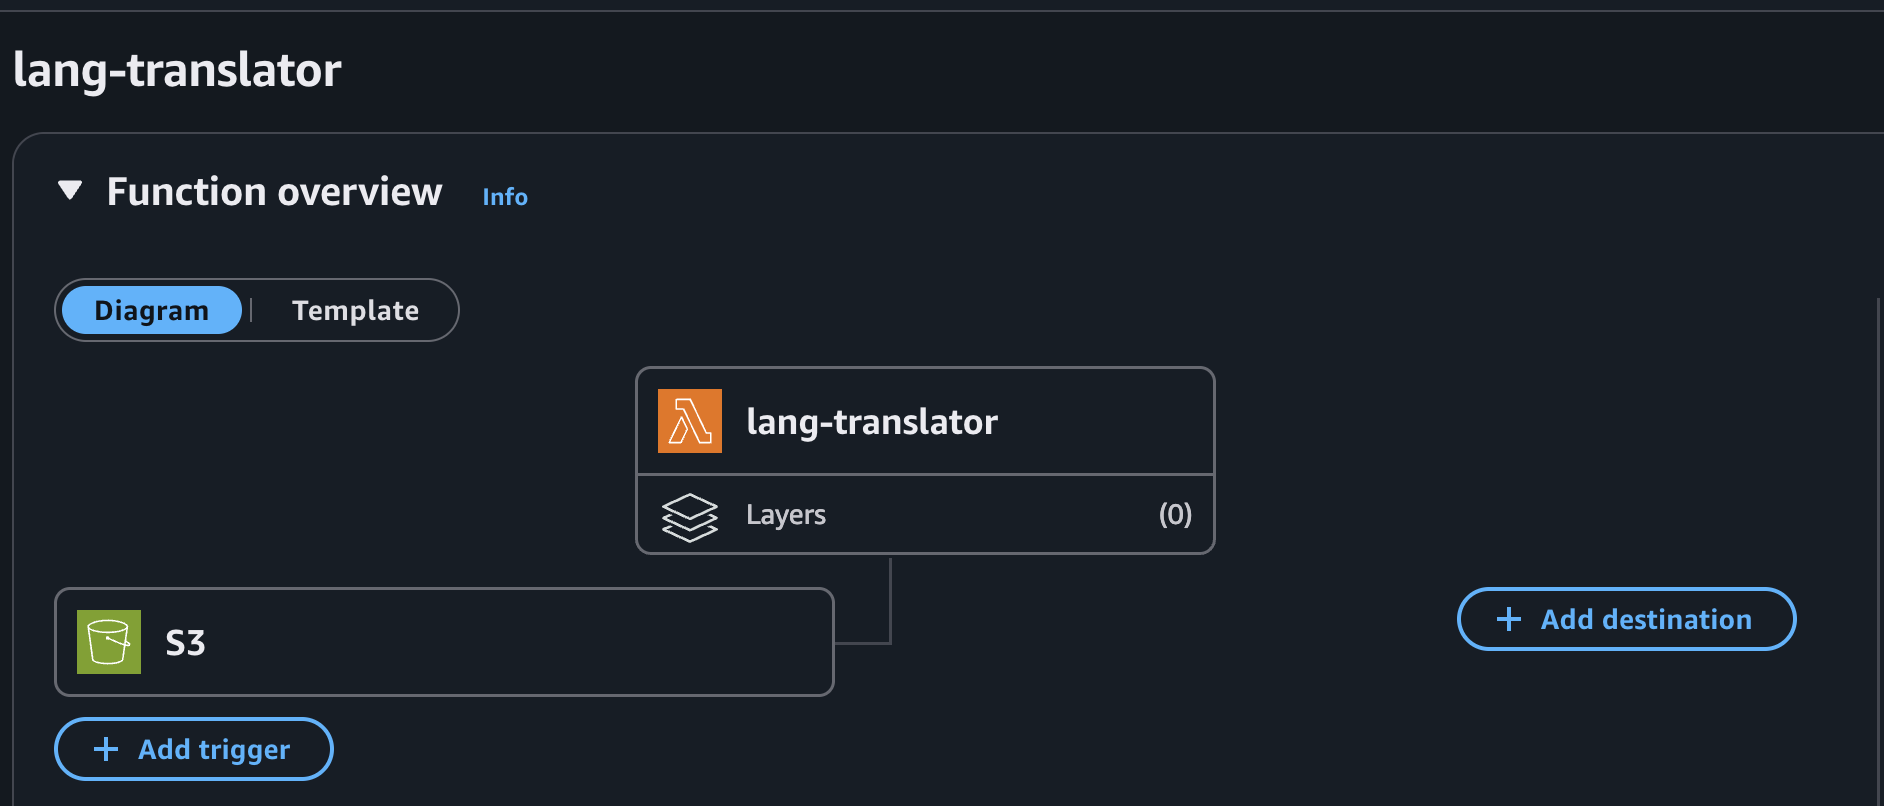 lang-translator
Function overview Info
Diagram | Template
lang-translator
Layers (0)
S3
+ Add destination
+ Add trigger